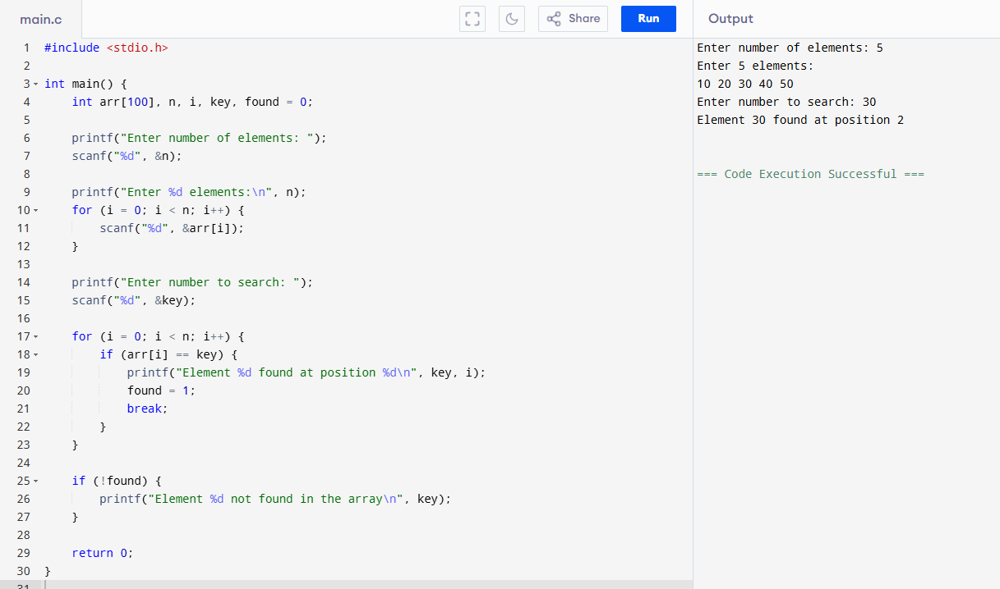 main.c
Share
Run
Output
1 #include <stdio.h>
2
3 int main() {
4     int arr[100], n, i, key, found = 0;
5
6     printf("Enter number of elements: ");
7     scanf("%d", &n);
8
9     printf("Enter %d elements:\n", n);
10     for (i = 0; i < n; i++) {
11         scanf("%d", &arr[i]);
12     }
13
14     printf("Enter number to search: ");
15     scanf("%d", &key);
16
17     for (i = 0; i < n; i++) {
18         if (arr[i] == key) {
19             printf("Element %d found at position %d\n", key, i);
20             found = 1;
21             break;
22         }
23     }
24
25     if (!found) {
26         printf("Element %d not found in the array\n", key);
27     }
28
29     return 0;
30 }
31
Enter number of elements: 5
Enter 5 elements:
10 20 30 40 50
Enter number to search: 30
Element 30 found at position 2
=== Code Execution Successful ===